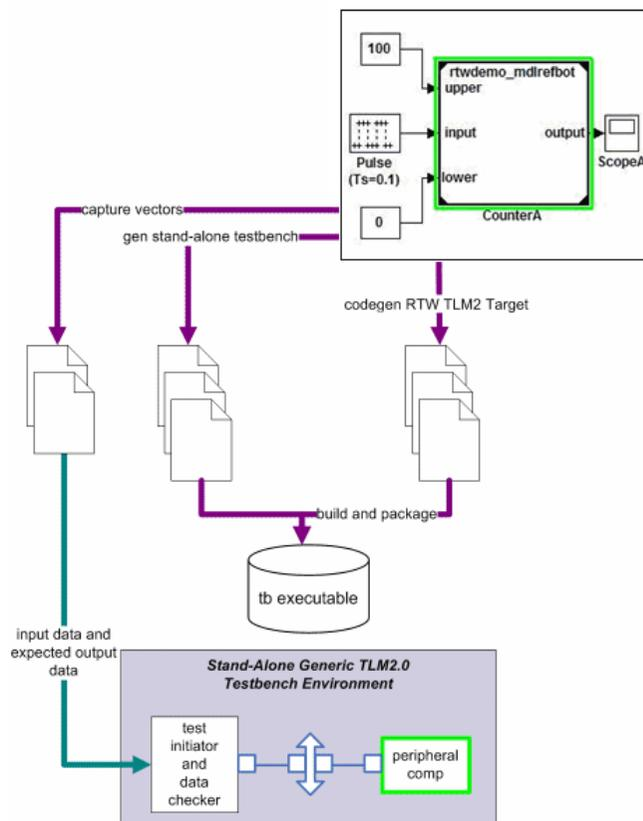 100
rtwdemo_mdlrefbot
upper
input
output
Pulse
(Ts=0.1)
ScopeA
lower
0
CounterA
capture vectors
gen stand-alone testbench
codegen RTW TLM2 Target
build and package
tb executable
input data and
expected output
data
Stand-Alone Generic TLM2.0
Testbench Environment
test
initiator
and
data
checker
peripheral
comp